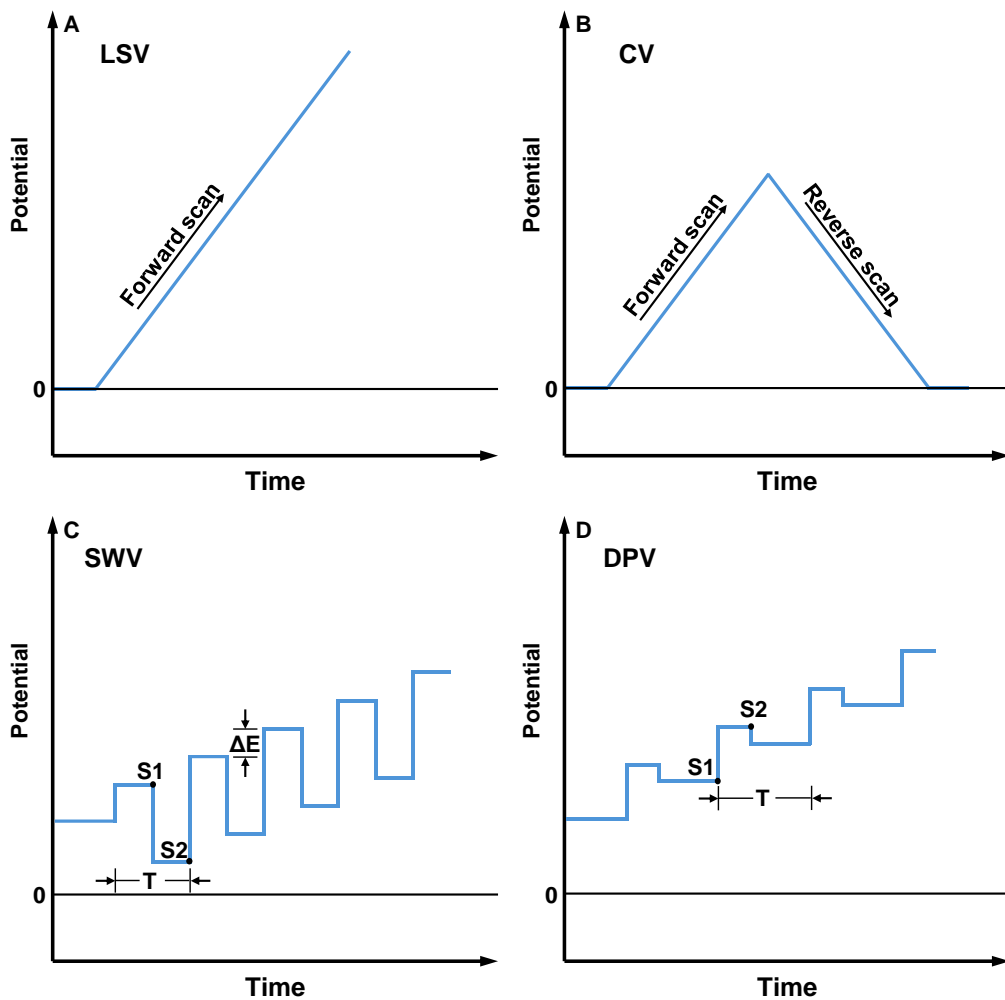 A
LSV
Potential
Forward scan
0
Time
B
CV
Potential
Forward scan
Reverse scan
0
Time
C
SWV
Potential
ΔE
S1
S2
T
0
Time
D
DPV
Potential
S2
S1
T
0
Time